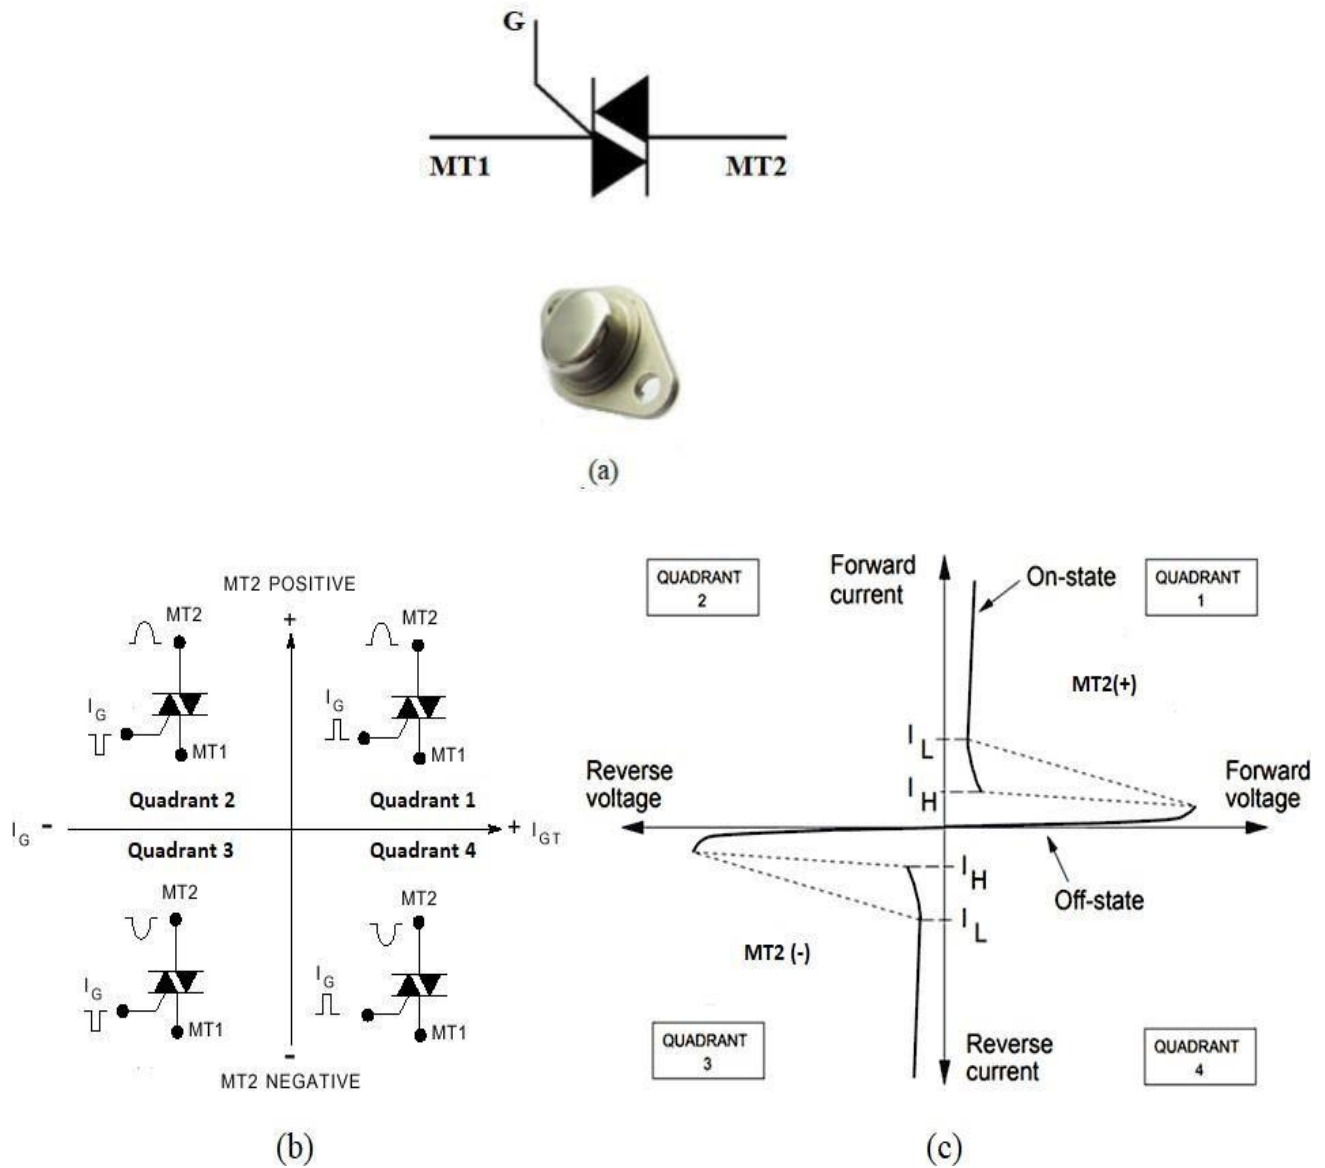 G
MT1
MT2
(a)
MT2 POSITIVE
+
MT2
MT2
I G
I G
MT1
MT1
Quadrant 2
Quadrant 1
I G -
+ I GT
Quadrant 3
Quadrant 4
MT2
MT2
I G
I G
MT1
MT1
-
MT2 NEGATIVE
(b)
QUADRANT
2
Forward
current
On-state
QUADRANT
1
MT2(+)
I L
I H
Reverse
voltage
Forward
voltage
I H
I L
Off-state
MT2 (-)
QUADRANT
3
Reverse
current
QUADRANT
4
(c)